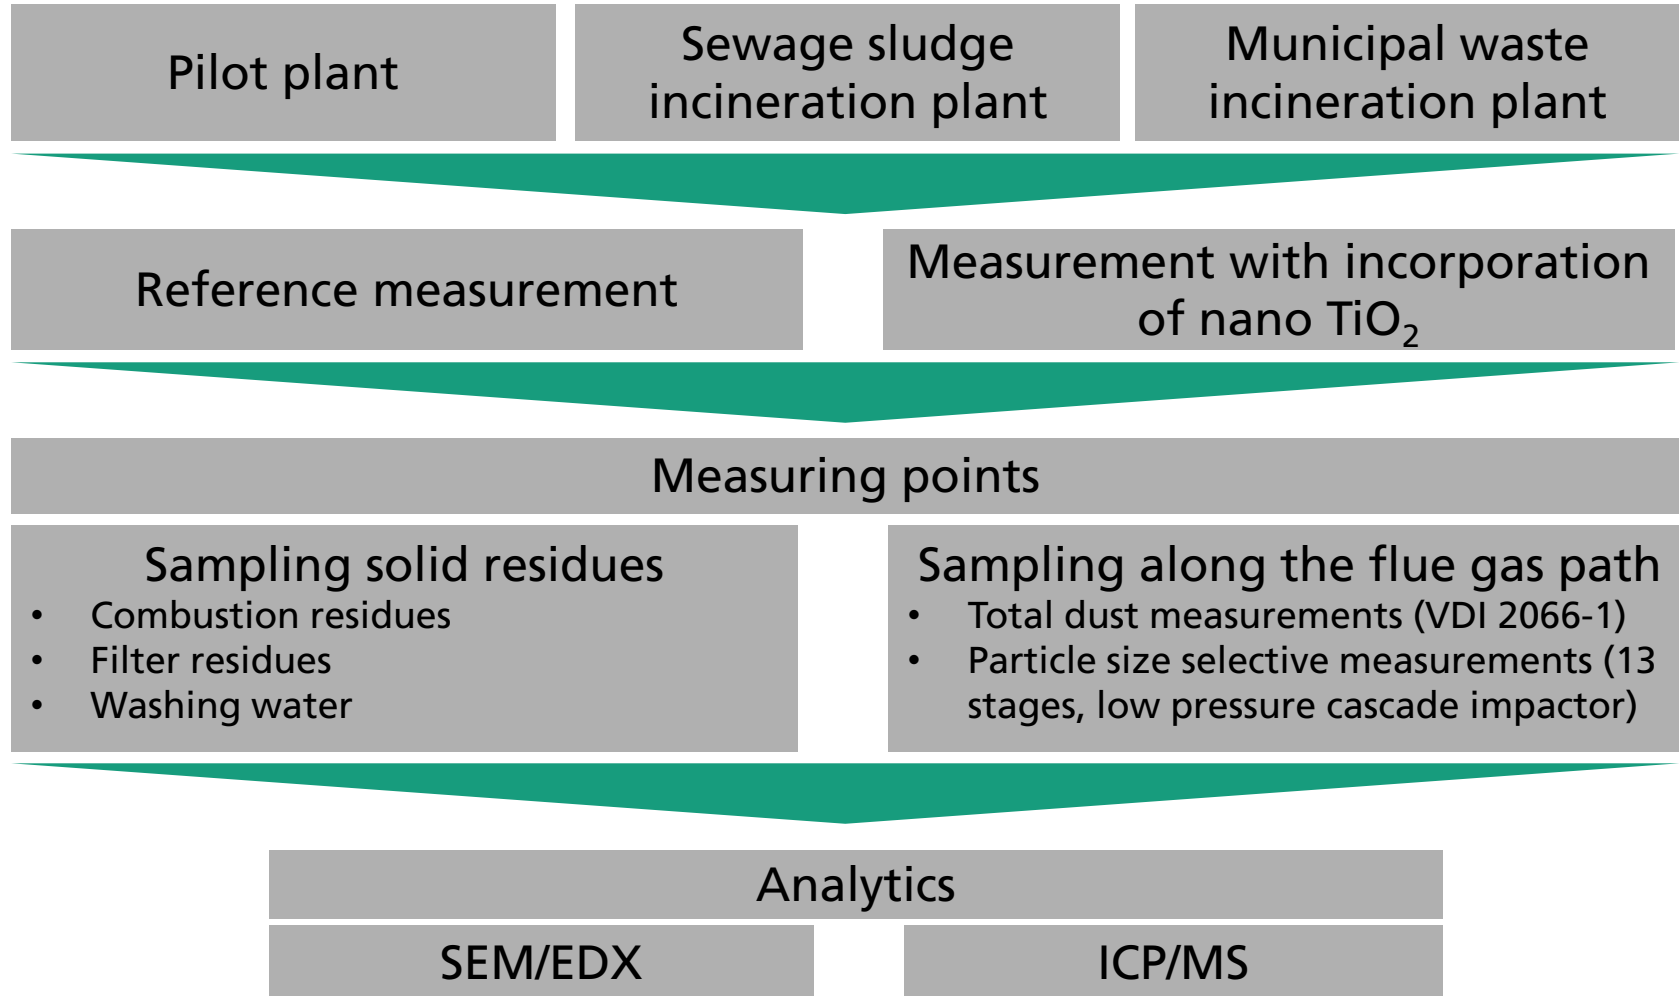 Pilot plant
Sewage sludge
incineration plant
Municipal waste
incineration plant
Reference measurement
Measurement with incorporation
of nano TiO₂
Measuring points
Sampling solid residues
• Combustion residues
• Filter residues
• Washing water
Sampling along the flue gas path
• Total dust measurements (VDI 2066-1)
• Particle size selective measurements (13
stages, low pressure cascade impactor)
Analytics
SEM/EDX
ICP/MS